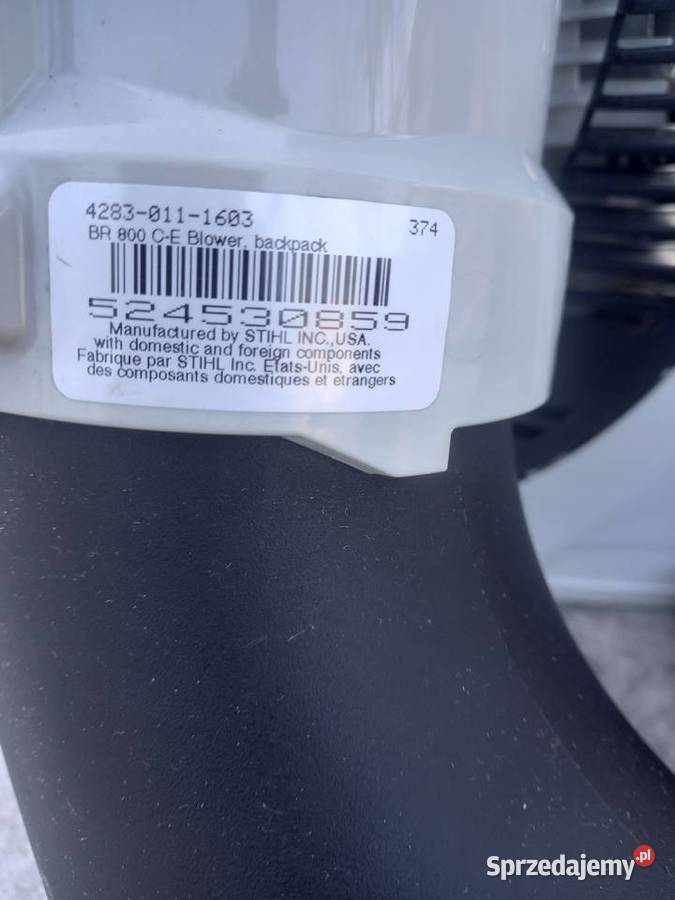 4283-011-1603
374
BR 800 C-E Blower, backpack
524530859
Manufactured by STIHL INC.,USA.
with domestic and foreign components
Fabrique par STIHL Inc. Etats-Unis, avec
des composants domestiques et etrangers
Sprzedajemy.pl